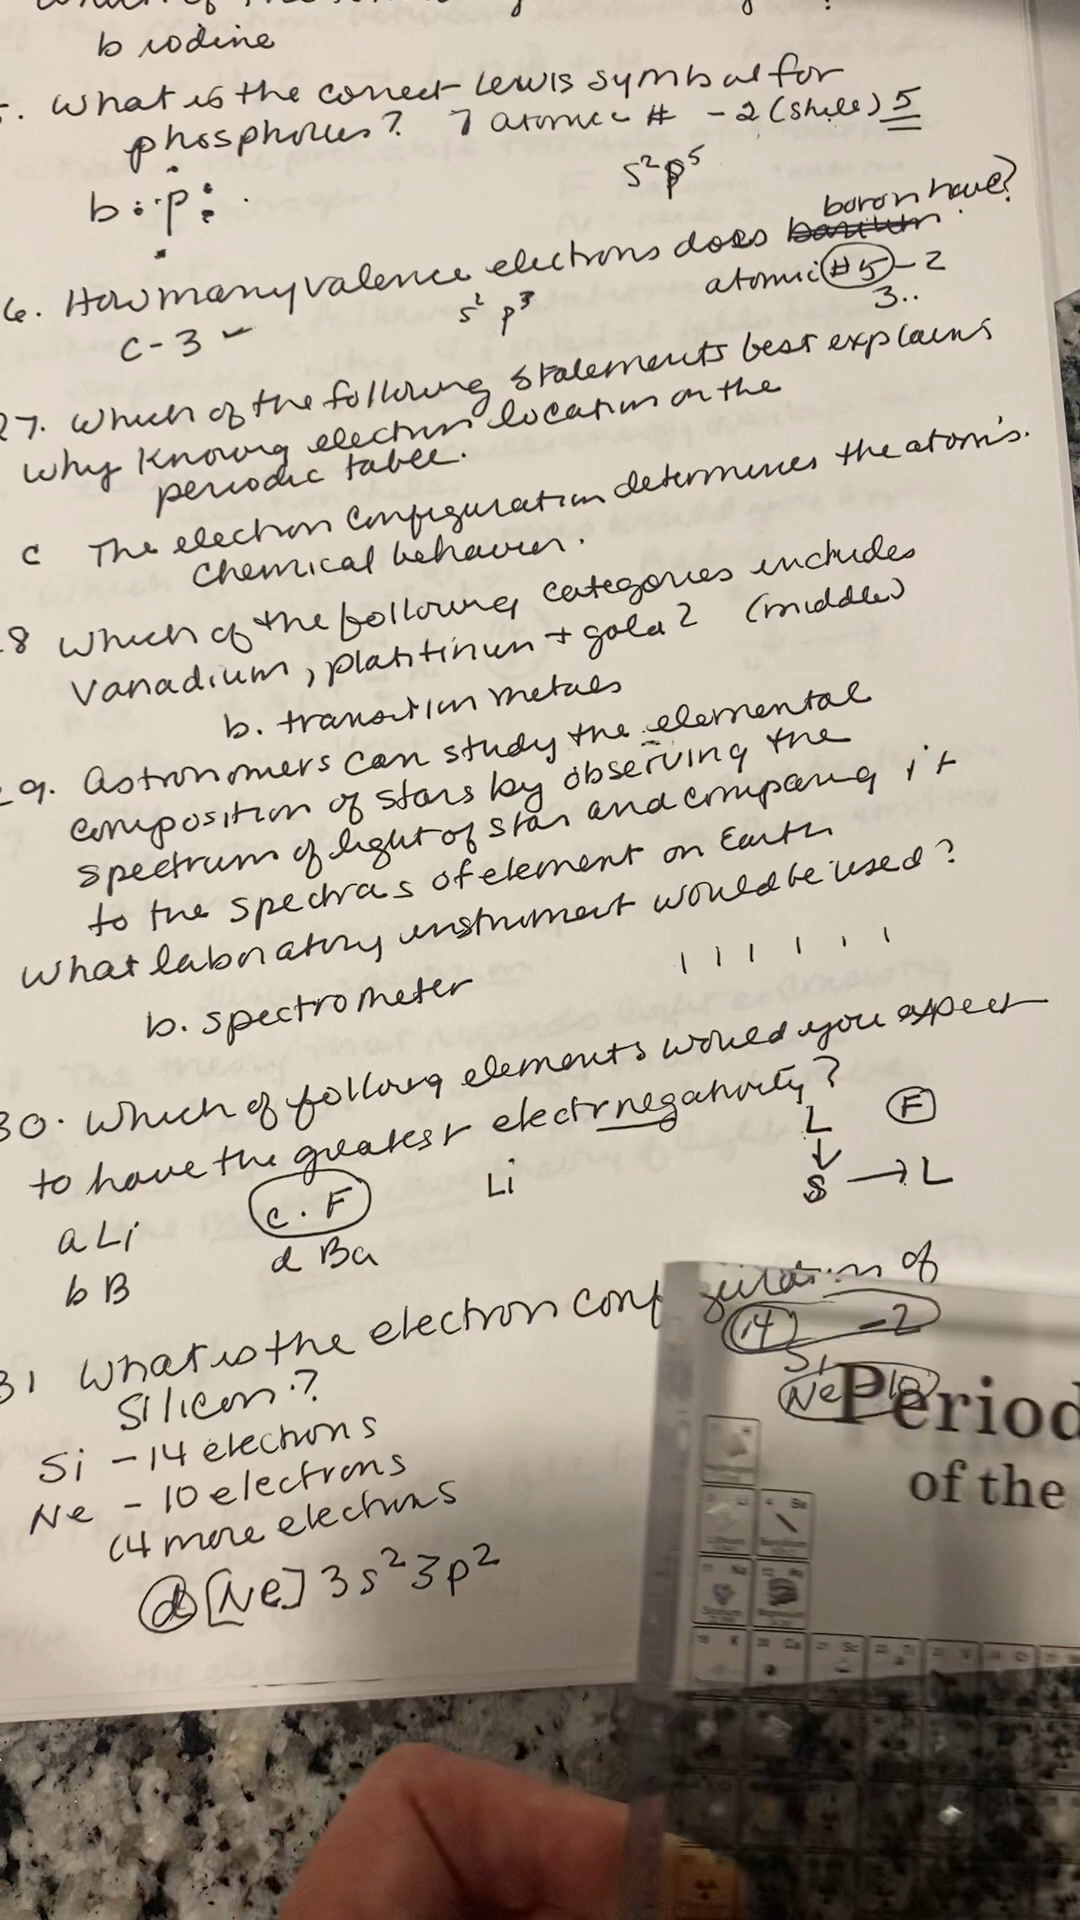 b iodine
What is the correct Lewis symbol for
phosphorus? 7 atomic # - 2 (shell) 5
s² p⁵
b : P :
boron have?
6. How many valence electrons does barium
atomic #5 - 2
s² p³
3..
C - 3
27. Which of the following statements best explains
why knowing electron location on the
periodic table.
C The electron configuration determines the atom's.
chemical behavior.
8 Which of the following categories includes
Vanadium, platitinum + gold? (middle)
b. transition metals
9. Astronomers can study the elemental
composition of stars by observing the
spectrum of light of star and comparing it
to the spectras of element on Earth
What laboratory instrument would be used?
b. spectrometer
30. Which of following elements would you expect
to have the greatest electrnegativity?
L F
S → L
a Li c. F Li
b B d Ba
31 What is the electron configuration of
Silicon?
14 - 2
Si
Ne - 10
Si - 14 electrons
Ne - 10 electrons
(4 more electrons
d [Ne] 3s² 3p²
Period
of the